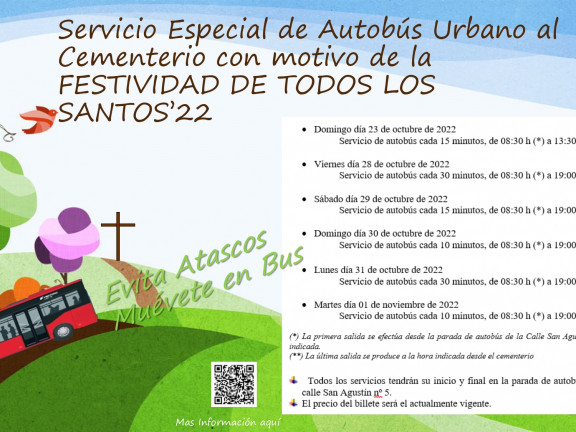 Servicio Especial de Autobús Urbano al
Cementerio con motivo de la
FESTIVIDAD DE TODOS LOS
SANTOS'22
• Domingo día 23 de octubre de 2022
Servicio de autobús cada 15 minutos, de 08:30 h (*) a 13:30
• Viernes día 28 de octubre de 2022
Servicio de autobús cada 30 minutos, de 08:30 h (*) a 19:00
• Sábado día 29 de octubre de 2022
Servicio de autobús cada 15 minutos, de 08:30 h (*) a 19:00
• Domingo día 30 de octubre de 2022
Servicio de autobús cada 10 minutos, de 08:30 h (*) a 19:00
• Lunes día 31 de octubre de 2022
Servicio de autobús cada 30 minutos, de 08:30 h (*) a 19:00
• Martes día 01 de noviembre de 2022
Servicio de autobús cada 10 minutos, de 08:30 h (*) a 19:00
(*) La primera salida se efectúa desde la parada de autobús de la Calle San Agu
indicada.
(**) La última salida se produce a la hora indicada desde el cementerio
Todos los servicios tendrán su inicio y final en la parada de autob
calle San Agustín nº 5.
El precio del billete será el actualmente vigente.
Evita Atascos
Muévete en Bus
Mas Información aquí